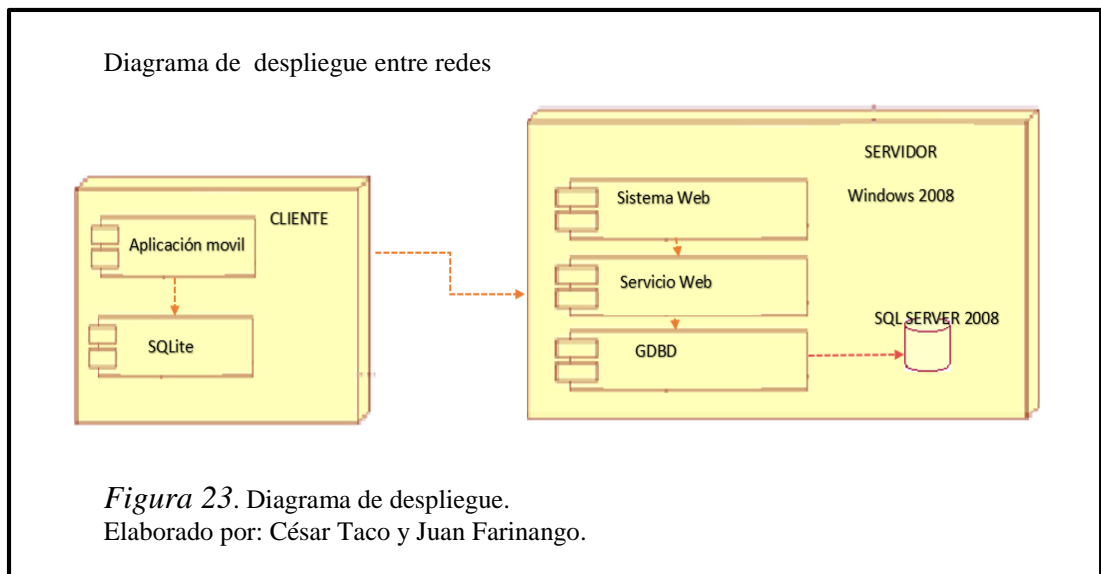 Diagrama de despliegue entre redes
CLIENTE
Aplicación movil
SQLite
SERVIDOR
Windows 2008
Sistema Web
Servicio Web
GDBD
SQL SERVER 2008
Figura 23. Diagrama de despliegue.
Elaborado por: César Taco y Juan Farinango.